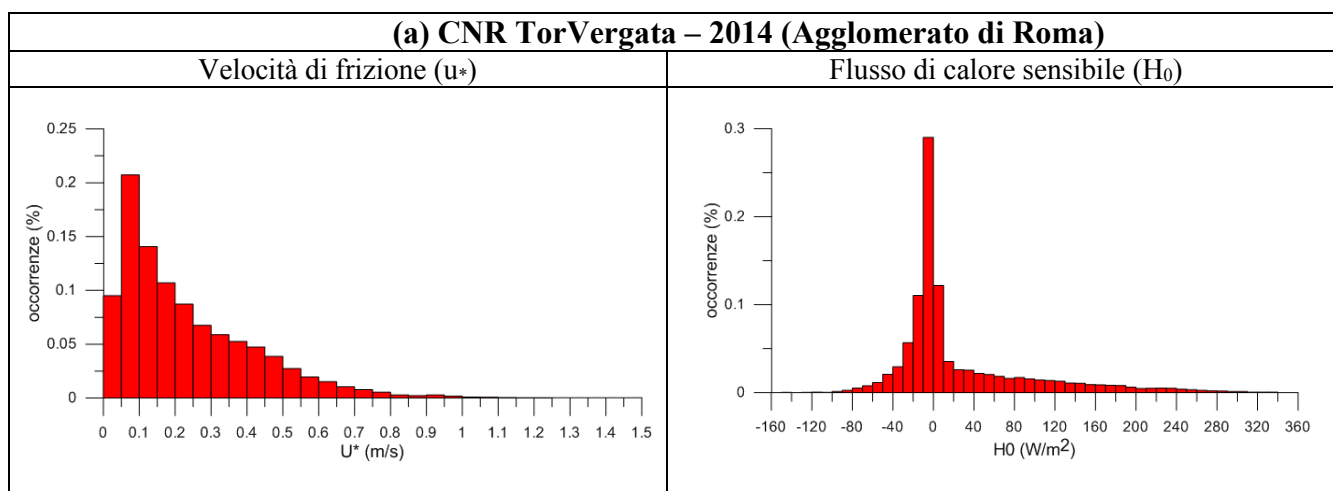 (a) CNR TorVergata – 2014 (Agglomerato di Roma)
Velocità di frizione (u*)
Flusso di calore sensibile (H₀)
0.25
0.2
0.15
0.1
0.05
0
occorrenze (%)
0 0.1 0.2 0.3 0.4 0.5 0.6 0.7 0.8 0.9 1 1.1 1.2 1.3 1.4 1.5
U* (m/s)
0.3
0.2
0.1
0
occorrenze (%)
-160 -120 -80 -40 0 40 80 120 160 200 240 280 320 360
H0 (W/m²)